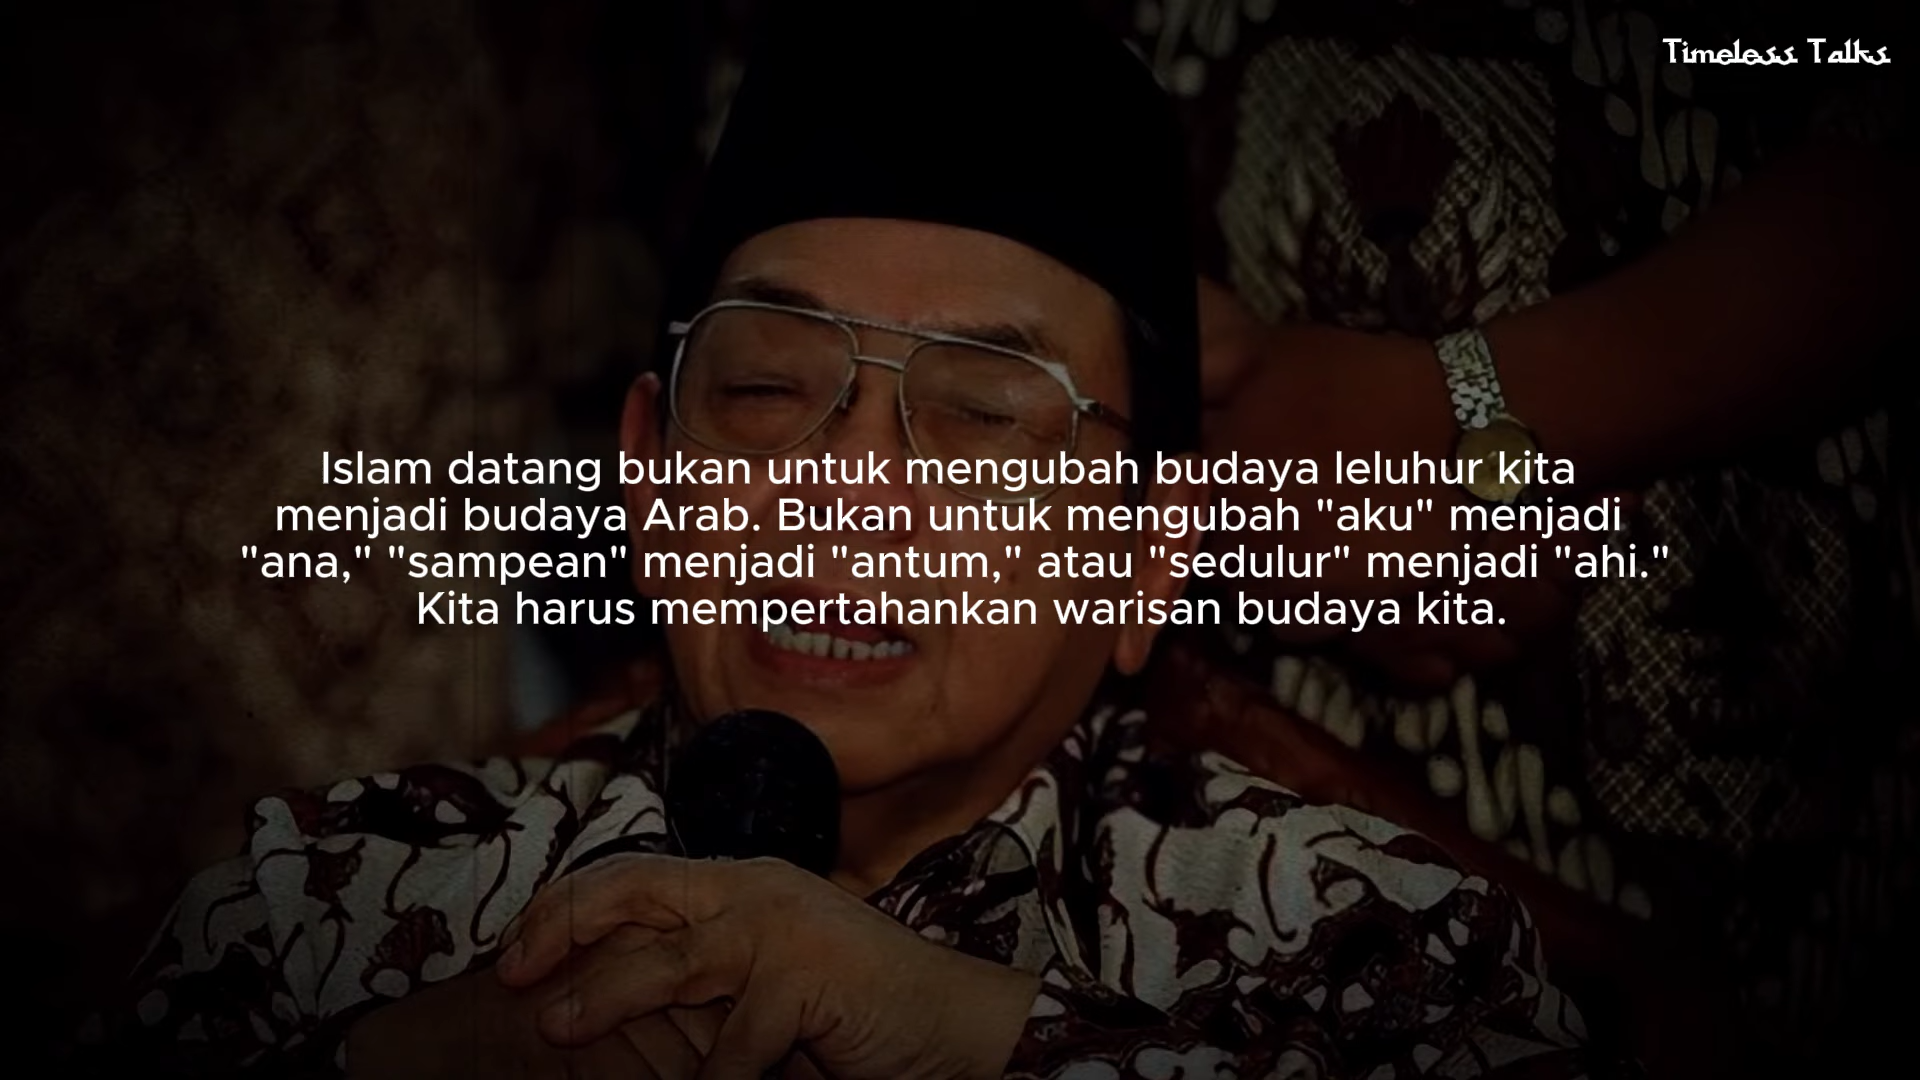 Timeless Talks
Islam datang bukan untuk mengubah budaya leluhur kita
menjadi budaya Arab. Bukan untuk mengubah "aku" menjadi
"ana," "sampean" menjadi "antum," atau "sedulur" menjadi "ahi."
Kita harus mempertahankan warisan budaya kita.